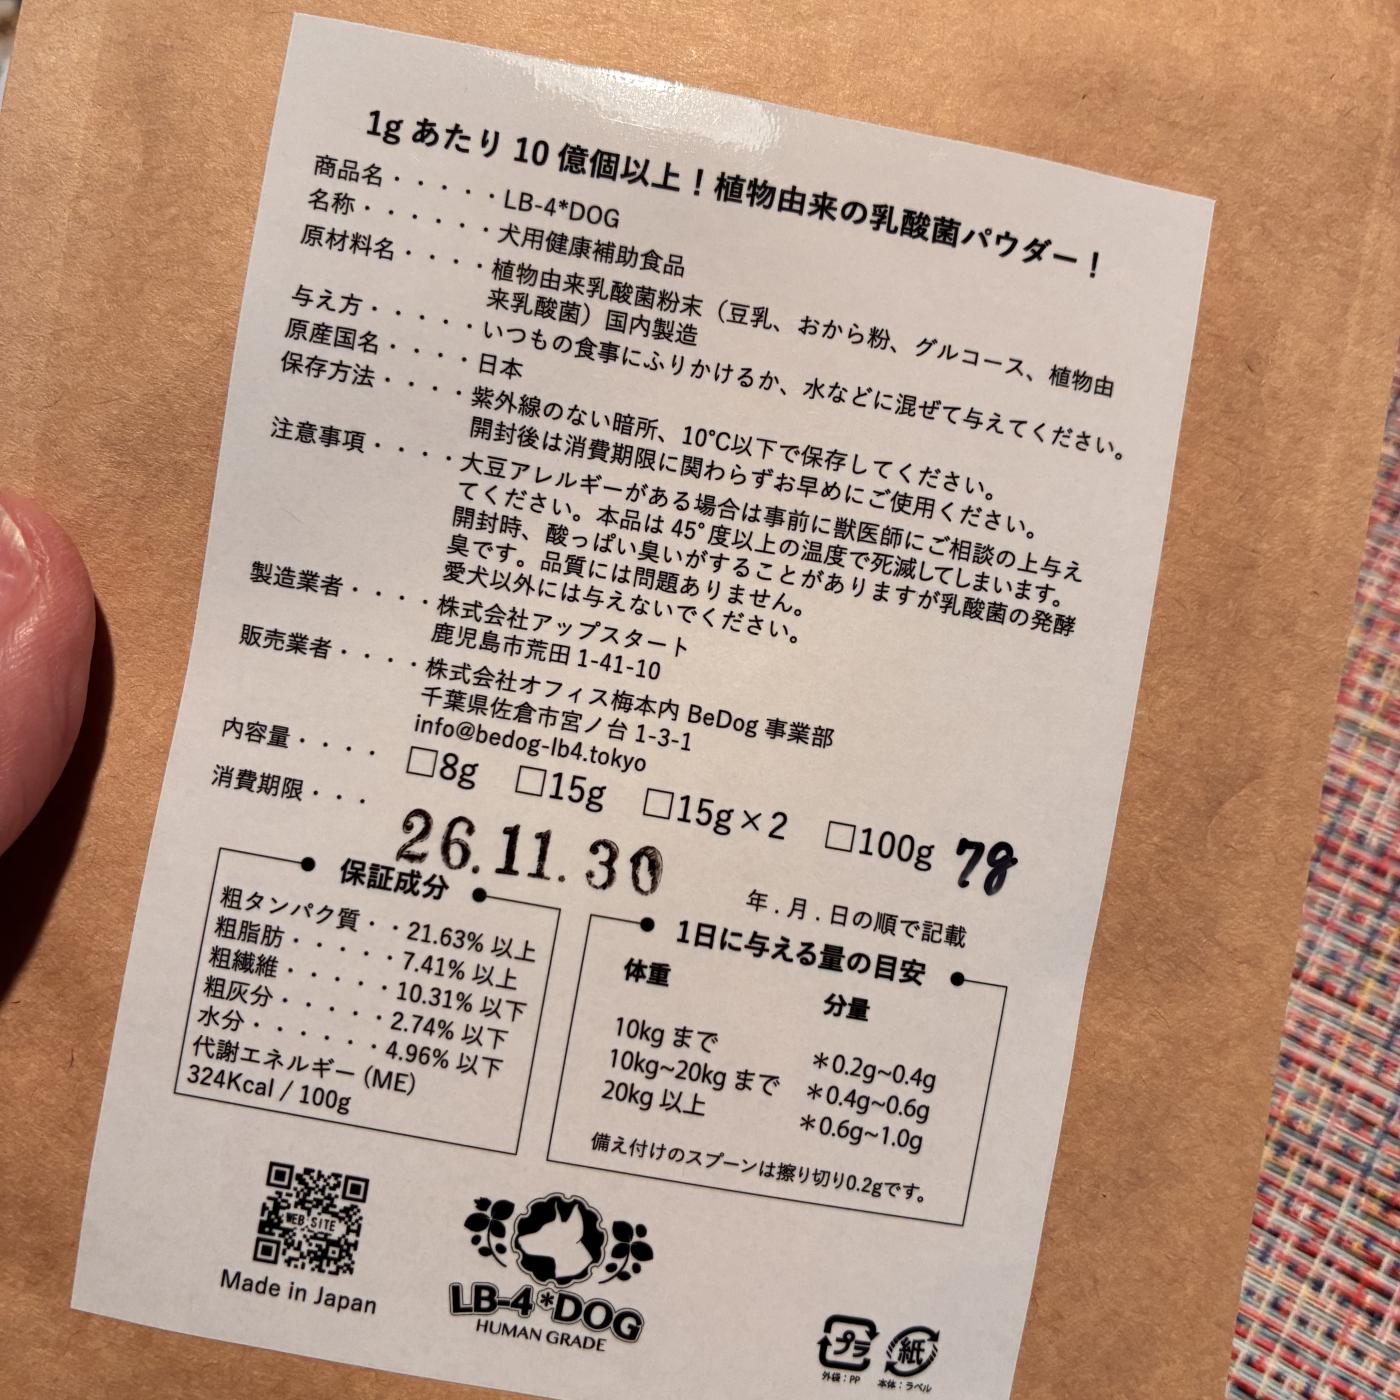 1g あたり 10 億個以上！植物由来の乳酸菌パウダー！
商品名・・・・・LB-4*DOG
名称・・・・・・犬用健康補助食品
原材料名・・・・植物由来乳酸菌粉末（豆乳、おから粉、グルコース、植物由
来乳酸菌）国内製造
与え方・・・・・いつもの食事にふりかけるか、水などに混ぜて与えてください。
原産国名・・・・日本
保存方法・・・・紫外線のない暗所、10℃以下で保存してください。
開封後は消費期限に関わらずお早めにご使用ください。
注意事項・・・・大豆アレルギーがある場合は事前に獣医師にご相談の上与え
てください。本品は 45°度以上の温度で死滅してしまいます。
開封時、酸っぱい臭いがすることがありますが乳酸菌の発酵
臭です。品質には問題ありません。
愛犬以外には与えないでください。
製造業者・・・・株式会社アップスタート
鹿児島市荒田 1-41-10
販売業者・・・・株式会社オフィス梅本内 BeDog 事業部
千葉県佐倉市宮ノ台 1-3-1
info@bedog-lb4.tokyo
内容量・・・・ □8g □15g □15g×2 □100g 7g
消費期限・・・ 26.11.30
年 . 月 . 日の順で記載
保証成分
粗タンパク質・・21.63% 以上
粗脂肪・・・・・7.41% 以上
粗繊維・・・・・10.31% 以下
粗灰分・・・・・2.74% 以下
水分・・・・・・4.96% 以下
代謝エネルギー (ME)
324Kcal / 100g
1日に与える量の目安
体重 分量
10kg まで ＊0.2g~0.4g
10kg~20kg まで ＊0.4g~0.6g
20kg 以上 ＊0.6g~1.0g
備え付けのスプーンは擦り切り0.2gです。
WEB SITE
Made in Japan
LB-4*DOG
HUMAN GRADE
プラ
外袋：PP
紙
本体：ラベル